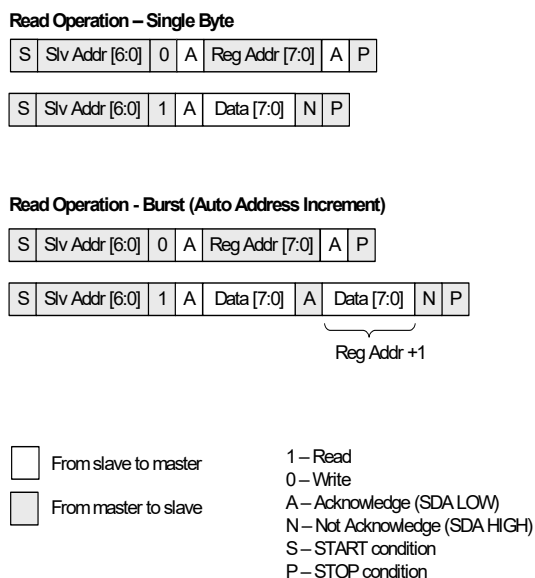 Read Operation – Single Byte
S Slv Addr [6:0] 0 A Reg Addr [7:0] A P
S Slv Addr [6:0] 1 A Data [7:0] N P
Read Operation - Burst (Auto Address Increment)
S Slv Addr [6:0] 0 A Reg Addr [7:0] A P
S Slv Addr [6:0] 1 A Data [7:0] A Data [7:0] N P
Reg Addr +1
From slave to master
From master to slave
1 – Read
0 – Write
A – Acknowledge (SDA LOW)
N – Not Acknowledge (SDA HIGH)
S – START condition
P – STOP condition